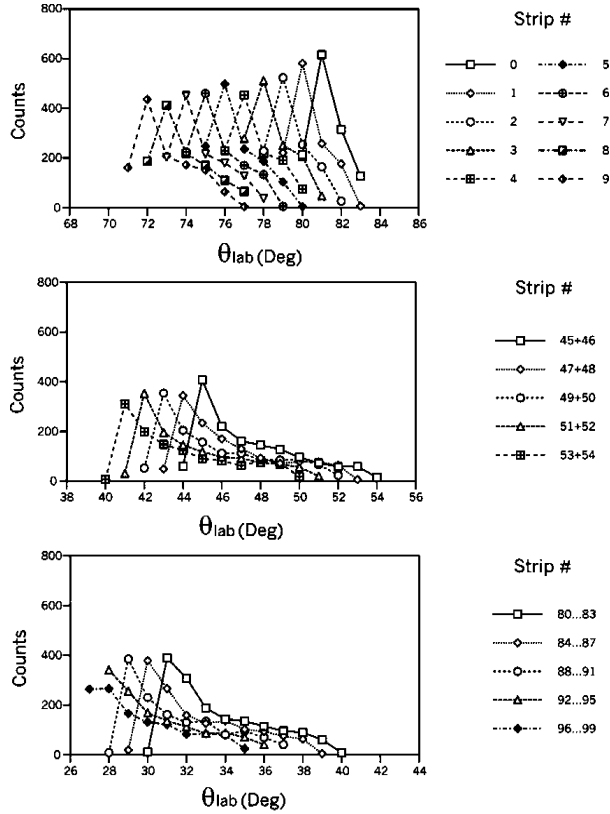 Strip #
800
600
400
200
0
Counts
68 70 72 74 76 78 80 82 84 86
θlab (Deg)
0 5
1 6
2 7
3 8
4 9
Strip #
800
600
400
200
0
Counts
38 40 42 44 46 48 50 52 54 56
θlab (Deg)
45+46
47+48
49+50
51+52
53+54
Strip #
800
600
400
200
0
Counts
26 28 30 32 34 36 38 40 42 44
θlab (Deg)
80...83
84...87
88...91
92...95
96...99